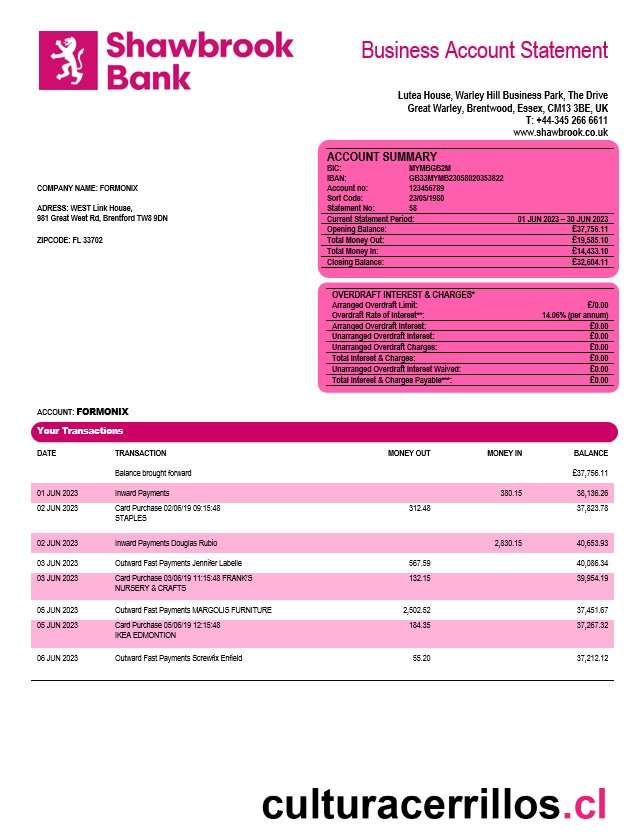 Shawbrook
Bank
Business Account Statement
Lutea House, Warley Hill Business Park, The Drive
Great Warley, Brentwood, Essex, CM13 3BE, UK
T: +44-345 266 6611
www.shawbrook.co.uk
COMPANY NAME: FORMONIX
ADRESS: WEST Link House,
981 Great West Rd, Brentford TW8 9DN
ZIPCODE: FL 33702
ACCOUNT SUMMARY
BIC: MYMBGB2M
IBAN: GB33MYMB23058020353822
Account no: 123456789
Sort Code: 23/05/1980
Statement No: 58
Current Statement Period: 01 JUN 2023 – 30 JUN 2023
Opening Balance: £37,756.11
Total Money Out: £19,585.10
Total Money In: £14,433.10
Closing Balance: £32,604.11
OVERDRAFT INTEREST & CHARGES*
Arranged Overdraft Limit: £/0.00
Overdraft Rate of Interest**: 14.06% (per annum)
Arranged Overdraft Interest: £0.00
Unarranged Overdraft Interest: £0.00
Unarranged Overdraft Charges: £0.00
Total Interest & Charges: £0.00
Unarranged Overdraft Interest Waived: £0.00
Total Interest & Charges Payable***: £0.00
ACCOUNT: FORMONIX
Your Transactions
DATE TRANSACTION MONEY OUT MONEY IN BALANCE
Balance brought forward £37,756.11
01 JUN 2023 Inward Payments 380.15 38,136.26
02 JUN 2023 Card Purchase 02/06/19 09:15:48 312.48 37,823.78
STAPLES
02 JUN 2023 Inward Payments Douglas Rubio 2,830.15 40,653.93
03 JUN 2023 Outward Fast Payments Jennifer Labelle 567.59 40,086.34
03 JUN 2023 Card Purchase 03/06/19 11:15:48 FRANK'S 132.15 39,954.19
NURSERY & CRAFTS
05 JUN 2023 Outward Fast Payments MARGOLIS FURNITURE 2,502.52 37,451.67
05 JUN 2023 Card Purchase 05/06/19 12:15:48 184.35 37,267.32
IKEA EDMONTION
06 JUN 2023 Outward Fast Payments Screwfix Enfield 55.20 37,212.12
culturacerrillos.cl